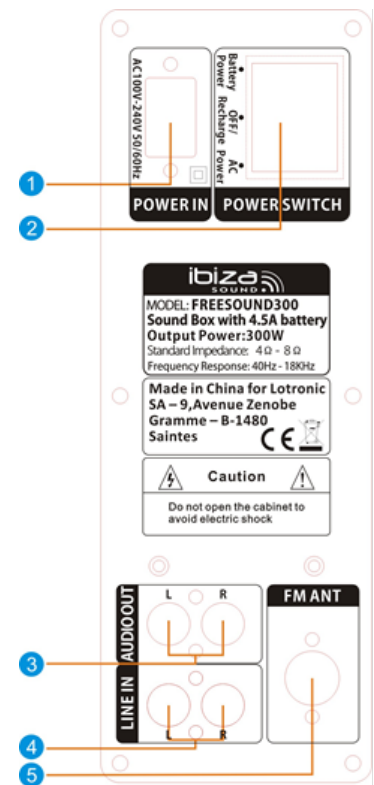 AC100V-240V 50/60Hz
Battery Power
OFF/ Recharge
AC Power
1
2
POWER IN
POWER SWITCH
ibiza
SOUND
MODEL: FREESOUND300
Sound Box with 4.5A battery
Output Power:300W
Standard Impedance: 4Ω - 8Ω
Frequency Response: 40Hz - 18KHz
Made in China for Lotronic
SA – 9,Avenue Zenobe
Gramme – B-1480
Saintes
CE
Caution
Do not open the cabinet to
avoid electric shock
AUDIO OUT
L R
3
FM ANT
LINE IN
L R
4
5